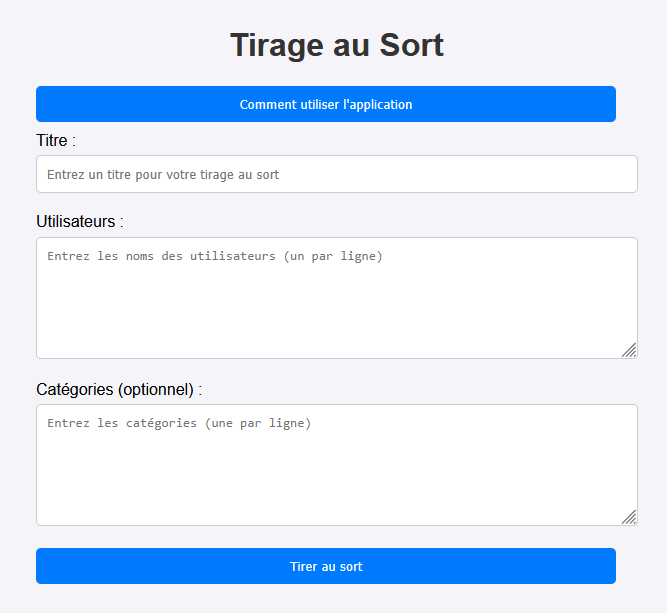 Tirage au Sort
Comment utiliser l'application
Titre :
Entrez un titre pour votre tirage au sort
Utilisateurs :
Entrez les noms des utilisateurs (un par ligne)
Catégories (optionnel) :
Entrez les catégories (une par ligne)
Tirer au sort